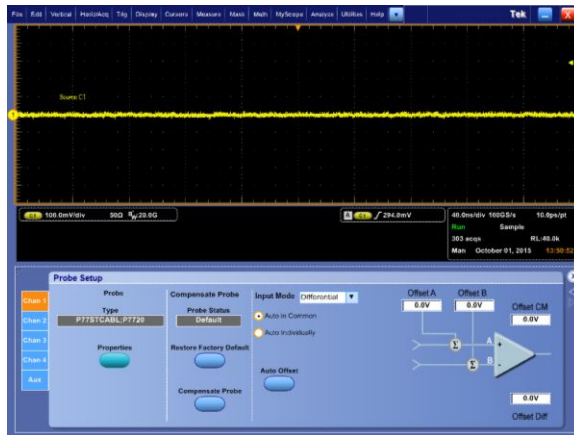 File Edit Vertical Horiz/Acq Trig Display Cursors Measure Mask Math MyScope Analyze Utilities Help Tek X
Source C1
1
C1 100.0mV/div 50Ω BW:20.0G A C1 294.0mV 40.0ns/div 100GS/s 10.0ps/pt
Run Sample
303 acqs RL:40.0k
Man October 01, 2015 13:50:52
Probe Setup
Chan 1
Chan 2
Chan 3
Chan 4
Aux
Probe
Type
P77STCABL:P7720
Properties
Compensate Probe
Probe Status
Default
Restore Factory Default
Compensate Probe
Input Mode Differential
Auto in Common
Auto Individually
Auto Offset
Offset A Offset B
0.0V 0.0V
Offset CM
0.0V
Σ A +
Σ B -
0.0V
Offset Diff